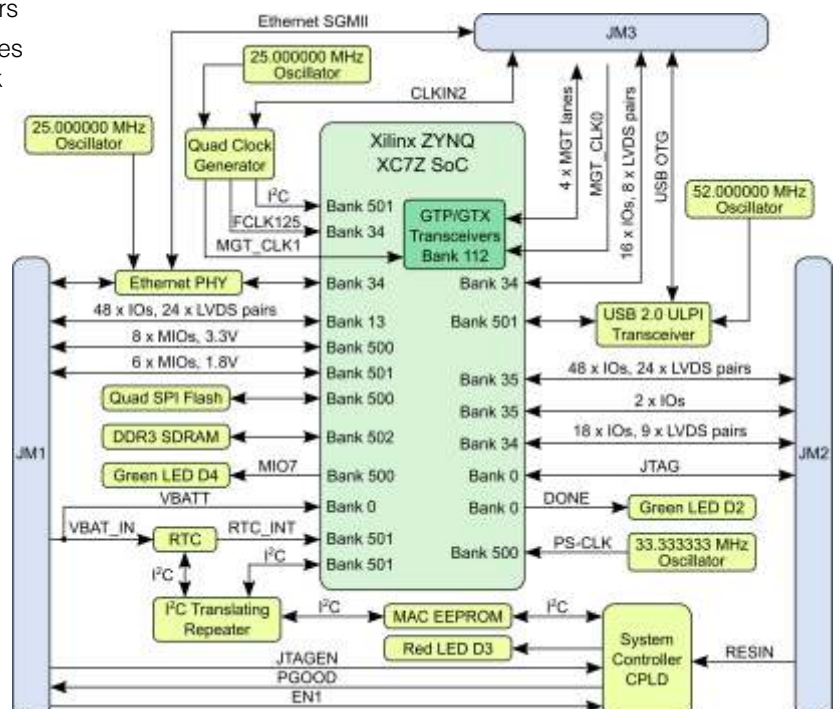 rs
es
k
Ethernet SGMII
JM3
25.000000 MHz
Oscillator
CLKIN2
25.000000 MHz
Oscillator
Quad Clock
Generator
Xilinx ZYNQ
XC7Z SoC
4 x MGT lanes
MGT_CLK0
16 x IOs, 8 x LVDS pairs
USB OTG
52.000000 MHz
Oscillator
I²C
Bank 501
FCLK125
Bank 34
MGT_CLK1
GTP/GTX
Transceivers
Bank 112
Ethernet PHY
Bank 34
Bank 34
48 x IOs, 24 x LVDS pairs
Bank 13
Bank 501
USB 2.0 ULPI
Transceiver
8 x MIOs, 3.3V
Bank 500
6 x MIOs, 1.8V
Bank 501
Bank 35
48 x IOs, 24 x LVDS pairs
Quad SPI Flash
Bank 500
Bank 35
2 x IOs
DDR3 SDRAM
Bank 502
Bank 34
18 x IOs, 9 x LVDS pairs
JM1
JM2
Green LED D4
MIO7
Bank 500
Bank 0
JTAG
VBATT
Bank 0
Bank 0
DONE
Green LED D2
VBAT_IN
RTC
RTC_INT
Bank 501
Bank 500
PS-CLK
33.333333 MHz
Oscillator
I²C
I²C
Bank 501
I²C Translating
Repeater
I²C
MAC EEPROM
I²C
System
Controller
CPLD
Red LED D3
RESIN
JTAGEN
PGOOD
EN1